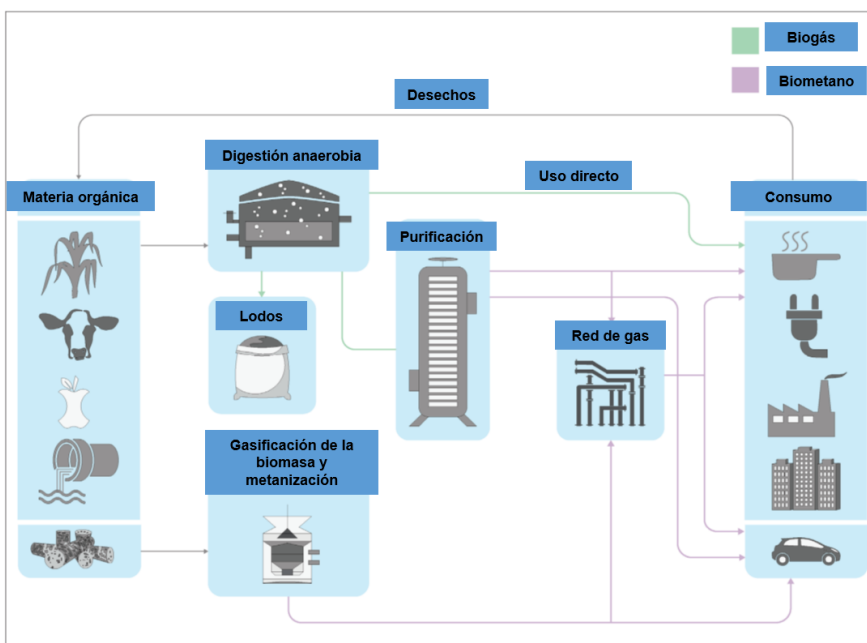 Biogás
Biometano
Desechos
Digestión anaerobia
Uso directo
Materia orgánica
Consumo
Purificación
Lodos
Red de gas
Gasificación de la
biomasa y
metanización